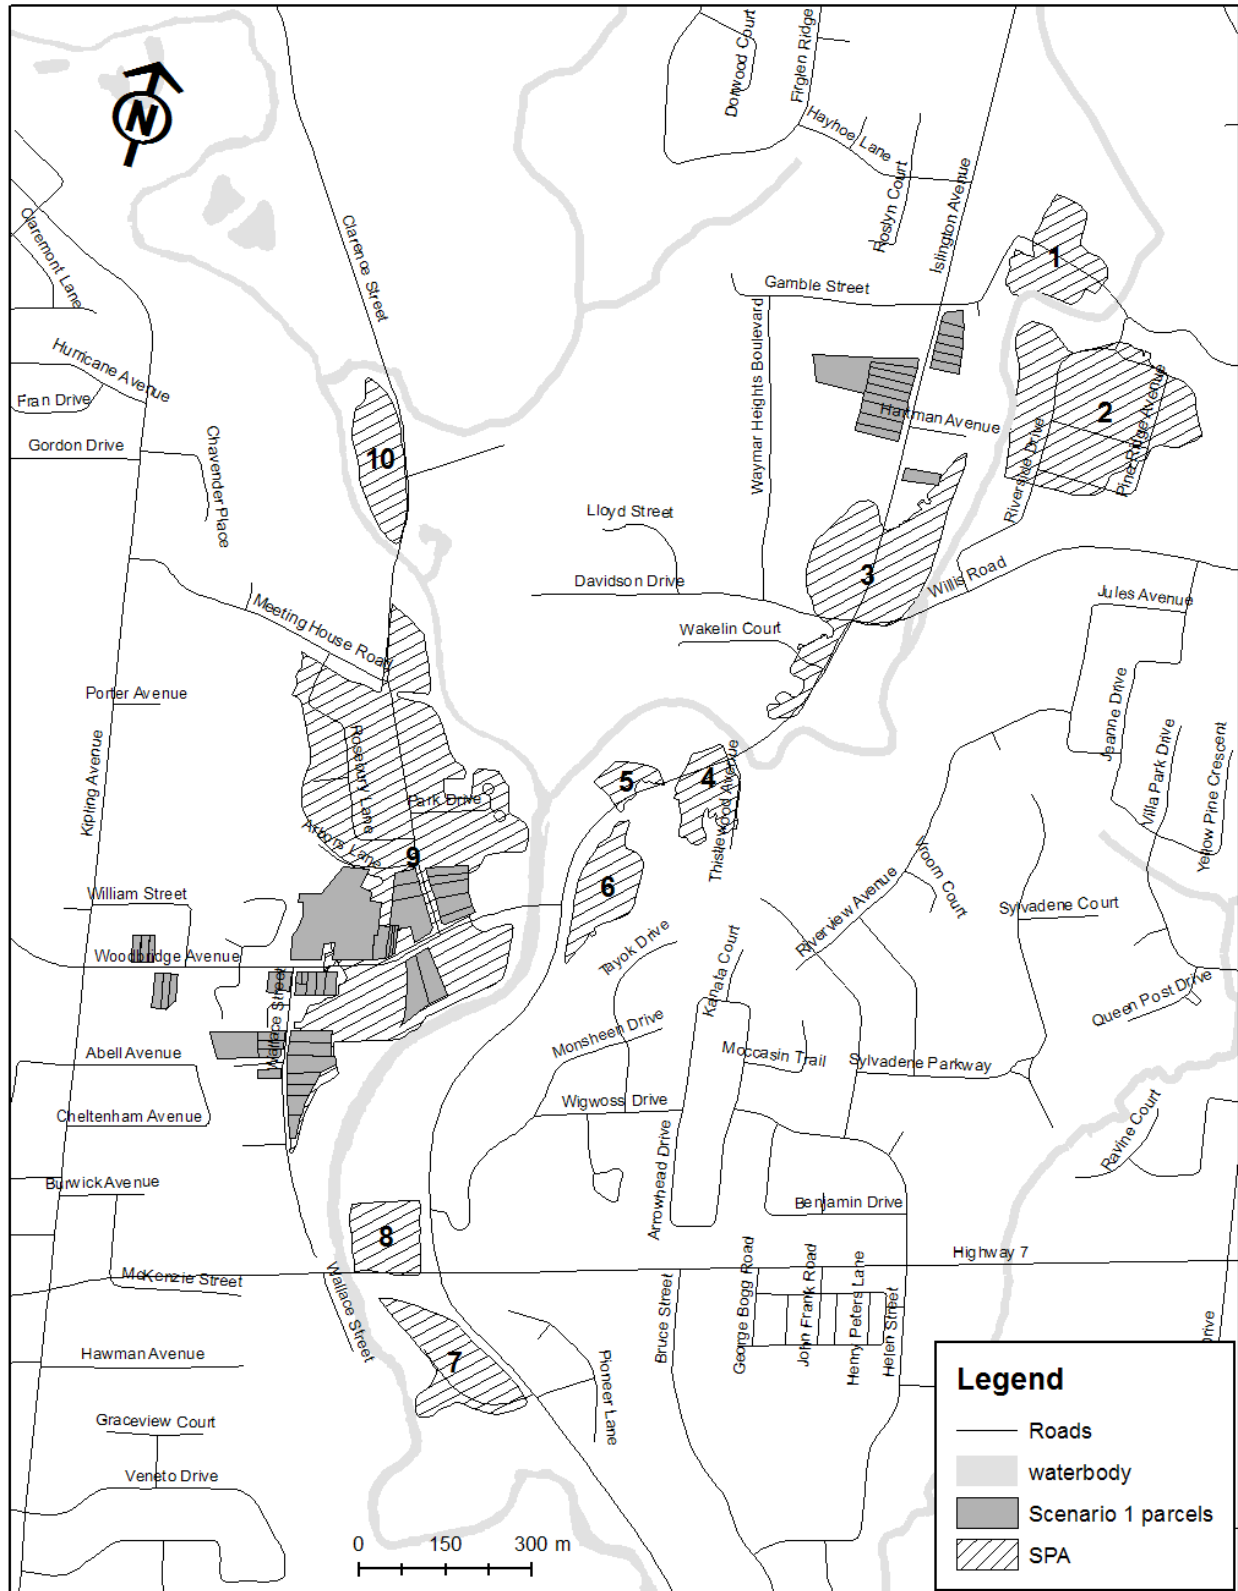 Dorwood Court
Firglen Ridge
Hayhoe Lane
Roslyn Court
Islington Avenue
N
Claremont Lane
Clarence Street
1
Gamble Street
Waymar Heights Boulevard
Hurricane Avenue
Fran Drive
Gordon Drive
Chavender Place
10
Hartman Avenue
2
Riverside Drive
Pine Ridge Avenue
Lloyd Street
Davidson Drive
3
Willis Road
Jules Avenue
Wakelin Court
Meeting House Road
Porter Avenue
Jeanne Drive
Villa Park Drive
Yellow Pine Crescent
Kipling Avenue
Rosebury Lane
Park Drive
5
4
Thistlewood Avenue
Arbors Lane
9
6
William Street
Vroom Court
Riverview Avenue
Sylvadene Court
Woodbridge Avenue
Wallace Street
Tayok Drive
Kanata Court
Queen Post Drive
Monsheen Drive
Abell Avenue
Moccasin Trail
Sylvadene Parkway
Wigwoss Drive
Cheltenham Avenue
Arrowhead Drive
Ravine Court
Burwick Avenue
Benjamin Drive
8
Highway 7
McKenzie Street
Wallace Street
Bruce Street
George Bogg Road
John Frank Road
Henry Peters Lane
Helen Street
Drive
Hawman Avenue
7
Pioneer Lane
Graceview Court
Veneto Drive
0 150 300 m
Legend
Roads
waterbody
Scenario 1 parcels
SPA